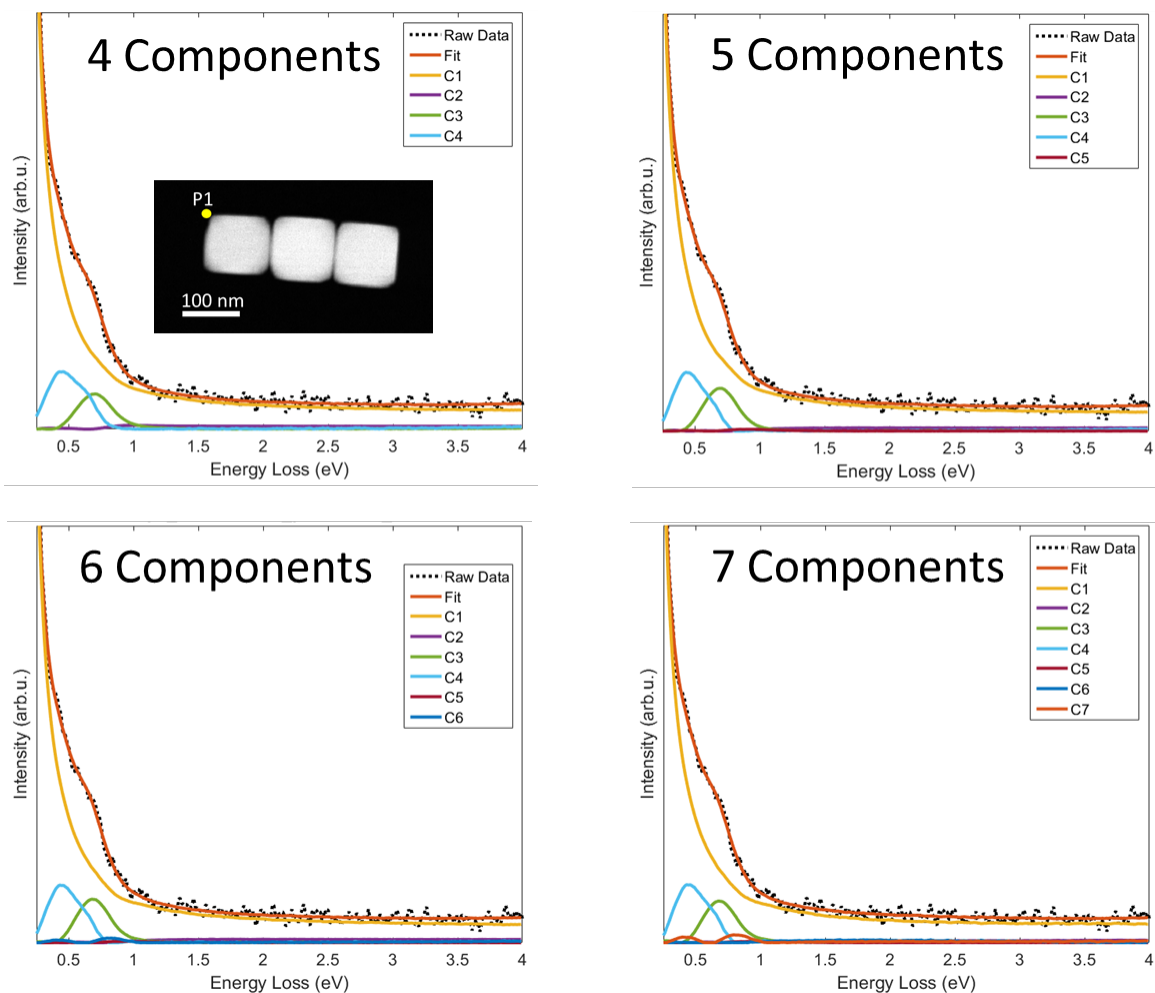 4 Components
Raw Data
Fit
C1
C2
C3
C4
P1
100 nm
Intensity (arb.u.)
0.5 1 1.5 2 2.5 3 3.5 4
Energy Loss (eV)
5 Components
Raw Data
Fit
C1
C2
C3
C4
C5
Intensity (arb.u.)
0.5 1 1.5 2 2.5 3 3.5 4
Energy Loss (eV)
6 Components
Raw Data
Fit
C1
C2
C3
C4
C5
C6
Intensity (arb.u.)
0.5 1 1.5 2 2.5 3 3.5 4
Energy Loss (eV)
7 Components
Raw Data
Fit
C1
C2
C3
C4
C5
C6
C7
Intensity (arb.u.)
0.5 1 1.5 2 2.5 3 3.5 4
Energy Loss (eV)